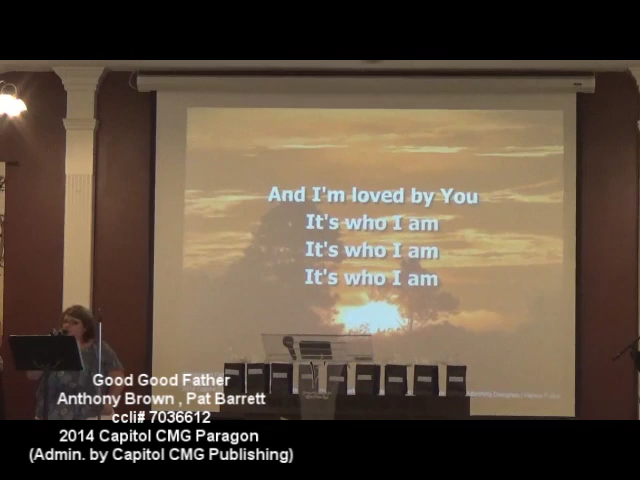 And I'm loved by You
It's who I am
It's who I am
It's who I am
Good Good Father
Anthony Brown , Pat Barrett
ccli# 7036612
2014 Capitol CMG Paragon
(Admin. by Capitol CMG Publishing)